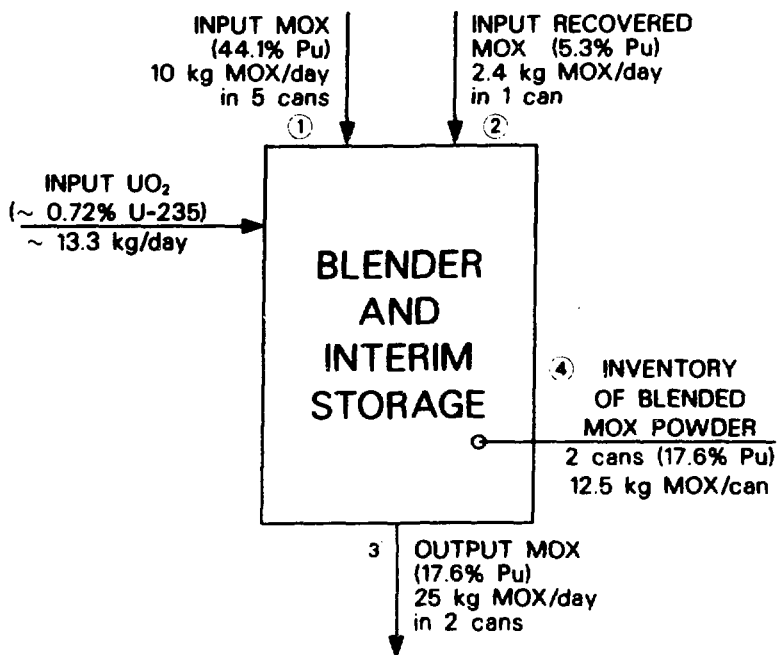 INPUT MOX
(44.1% Pu)
10 kg MOX/day
in 5 cans
①
INPUT RECOVERED
MOX (5.3% Pu)
2.4 kg MOX/day
in 1 can
②
INPUT UO₂
(~ 0.72% U-235)
~ 13.3 kg/day
BLENDER
AND
INTERIM
STORAGE
④ INVENTORY
OF BLENDED
MOX POWDER
2 cans (17.6% Pu)
12.5 kg MOX/can
3 OUTPUT MOX
(17.6% Pu)
25 kg MOX/day
in 2 cans